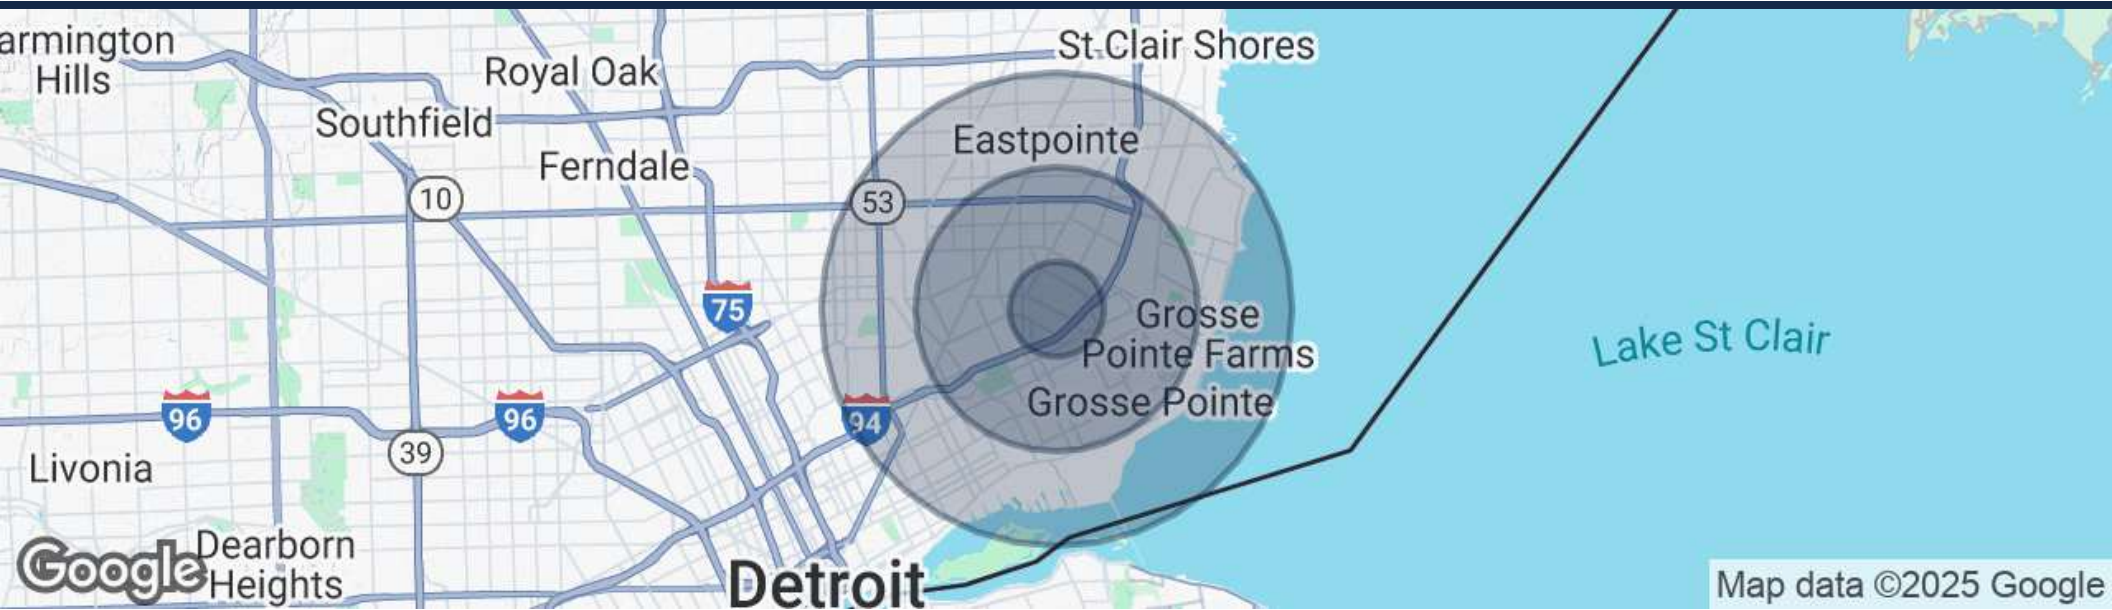 armington
Hills
St Clair Shores
Royal Oak
Southfield
Eastpointe
Ferndale
10
53
75
Grosse
Pointe Farms
Lake St Clair
Grosse Pointe
96
96
94
39
Livonia
Dearborn
Heights
Google
Detroit
Map data ©2025 Google